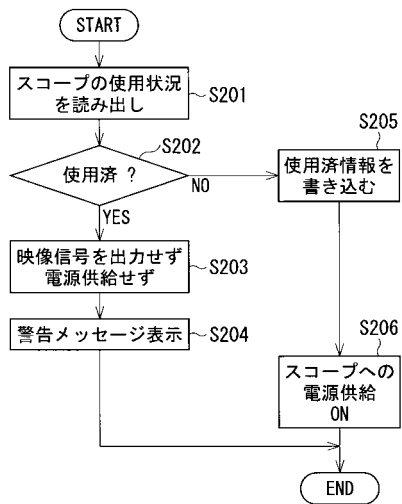 START
スコープの使用状況
を読み出し
S201
S202
使用済 ?
NO
YES
S205
使用済情報を
書き込む
映像信号を出力せず
電源供給せず
S203
警告メッセージ表示
S204
S206
スコープへの
電源供給
ON
END